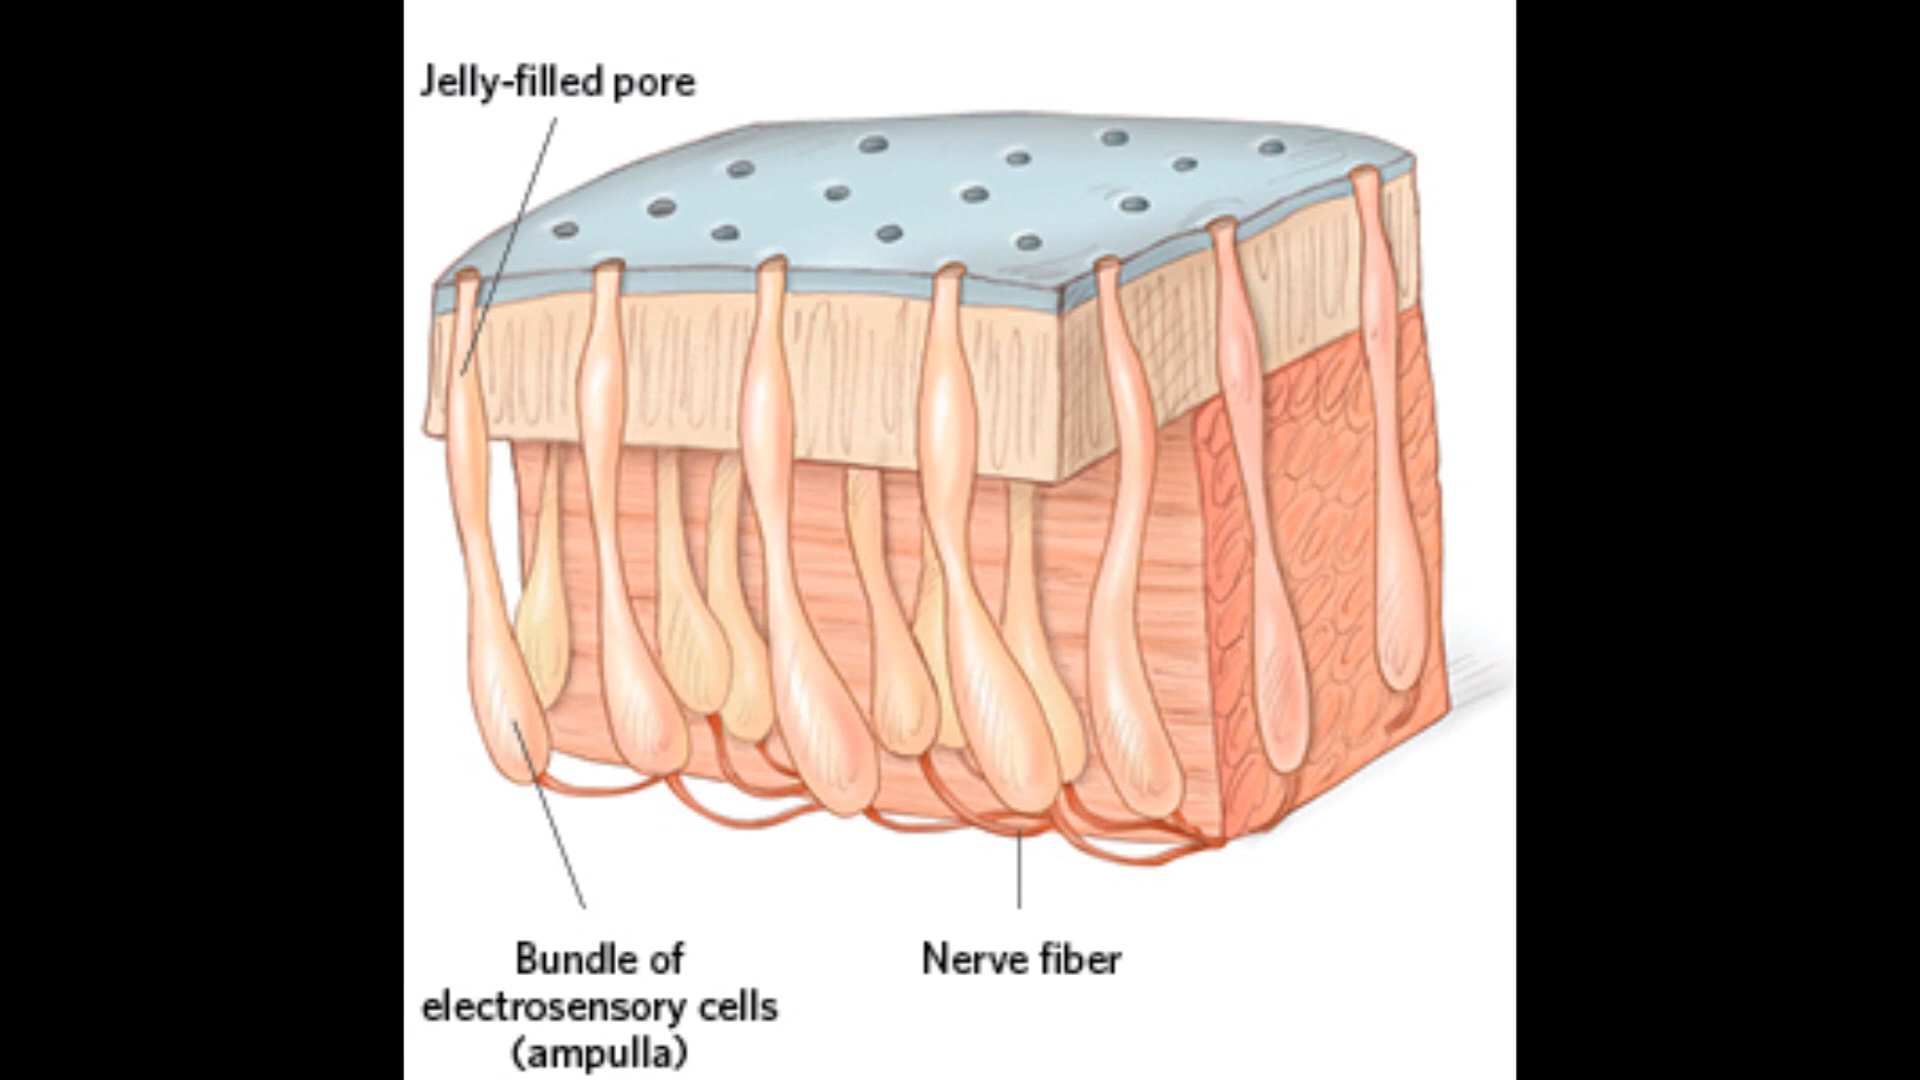 Jelly-filled pore
Bundle of
electrosensory cells
(ampulla)
Nerve fiber